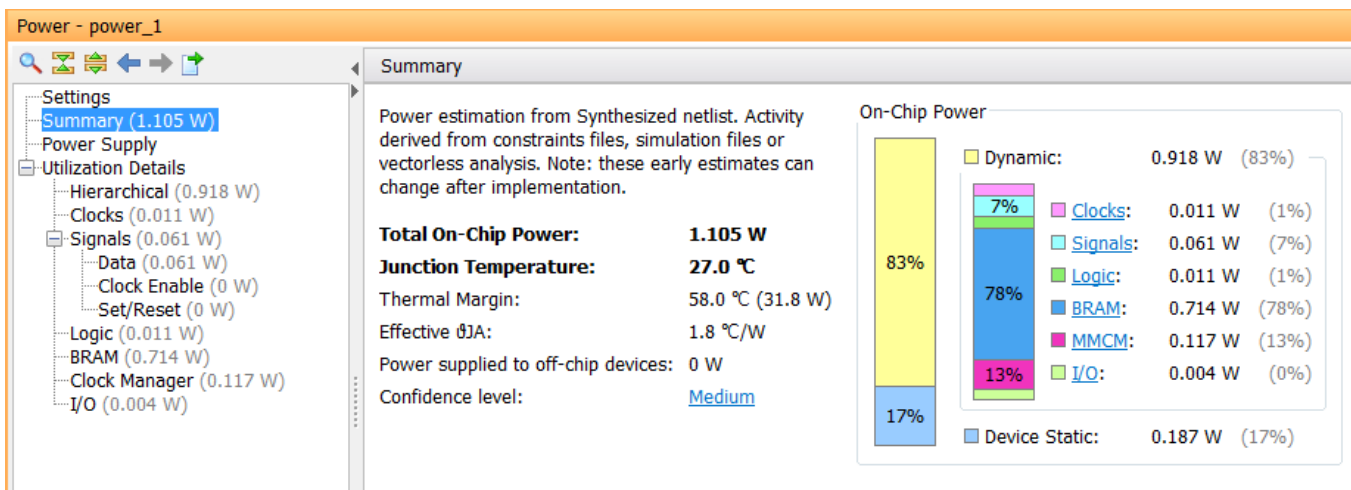 Power - power_1
Summary
Settings
Summary (1.105 W)
Power Supply
Utilization Details
Hierarchical (0.918 W)
Clocks (0.011 W)
Signals (0.061 W)
Data (0.061 W)
Clock Enable (0 W)
Set/Reset (0 W)
Logic (0.011 W)
BRAM (0.714 W)
Clock Manager (0.117 W)
I/O (0.004 W)
Power estimation from Synthesized netlist. Activity
derived from constraints files, simulation files or
vectorless analysis. Note: these early estimates can
change after implementation.
Total On-Chip Power: 1.105 W
Junction Temperature: 27.0 ℃
Thermal Margin: 58.0 ℃ (31.8 W)
Effective ϑJA: 1.8 ℃/W
Power supplied to off-chip devices: 0 W
Confidence level: Medium
On-Chip Power
83%
17%
Dynamic: 0.918 W (83%)
7%
78%
13%
Clocks: 0.011 W (1%)
Signals: 0.061 W (7%)
Logic: 0.011 W (1%)
BRAM: 0.714 W (78%)
MMCM: 0.117 W (13%)
I/O: 0.004 W (0%)
Device Static: 0.187 W (17%)